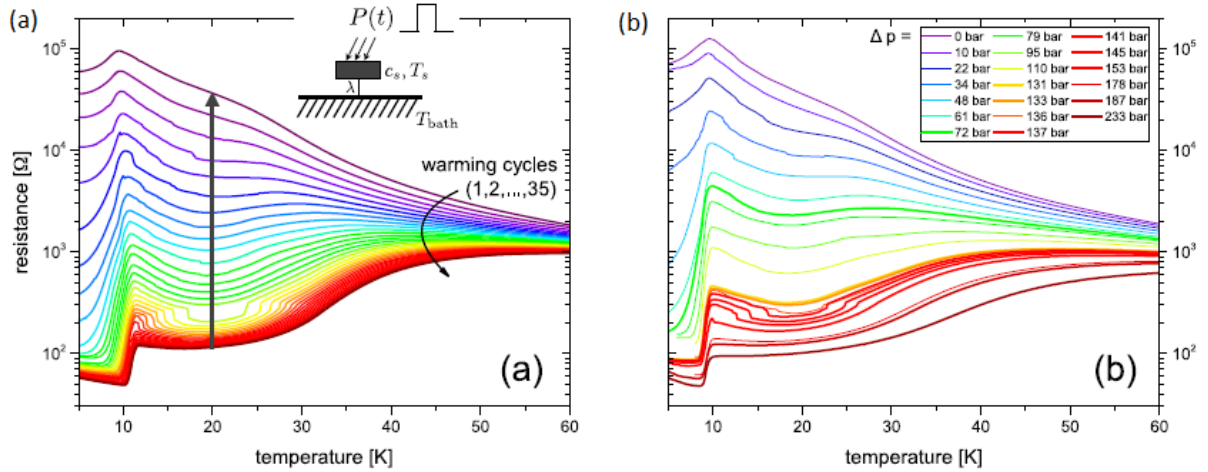 (a)
P(t)
c_s, T_s
λ
T_bath
warming cycles
(1,2,...,35)
(a)
resistance [Ω]
10^5
10^4
10^3
10^2
10 20 30 40 50 60
temperature [K]
(b)
Δ p =
0 bar 79 bar 141 bar
10 bar 95 bar 145 bar
22 bar 110 bar 153 bar
34 bar 131 bar 178 bar
48 bar 133 bar 187 bar
61 bar 136 bar 233 bar
72 bar 137 bar
(b)
10^5
10^4
10^3
10^2
10 20 30 40 50 60
temperature [K]